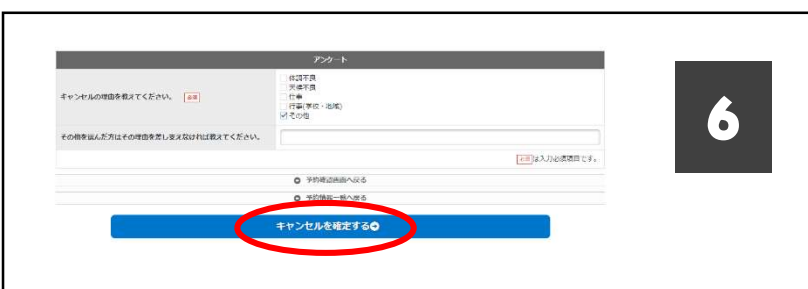 アンケート
キャンセルの理由を教えてください。 必須
体調不良
天候不良
仕事
行事(学校・地域)
その他
その他を選んだ方はその理由を差し支えなければ教えてください。
必須 は入力必須項目です。
予約確認画面へ戻る
予約情報一覧へ戻る
キャンセルを確定する
6